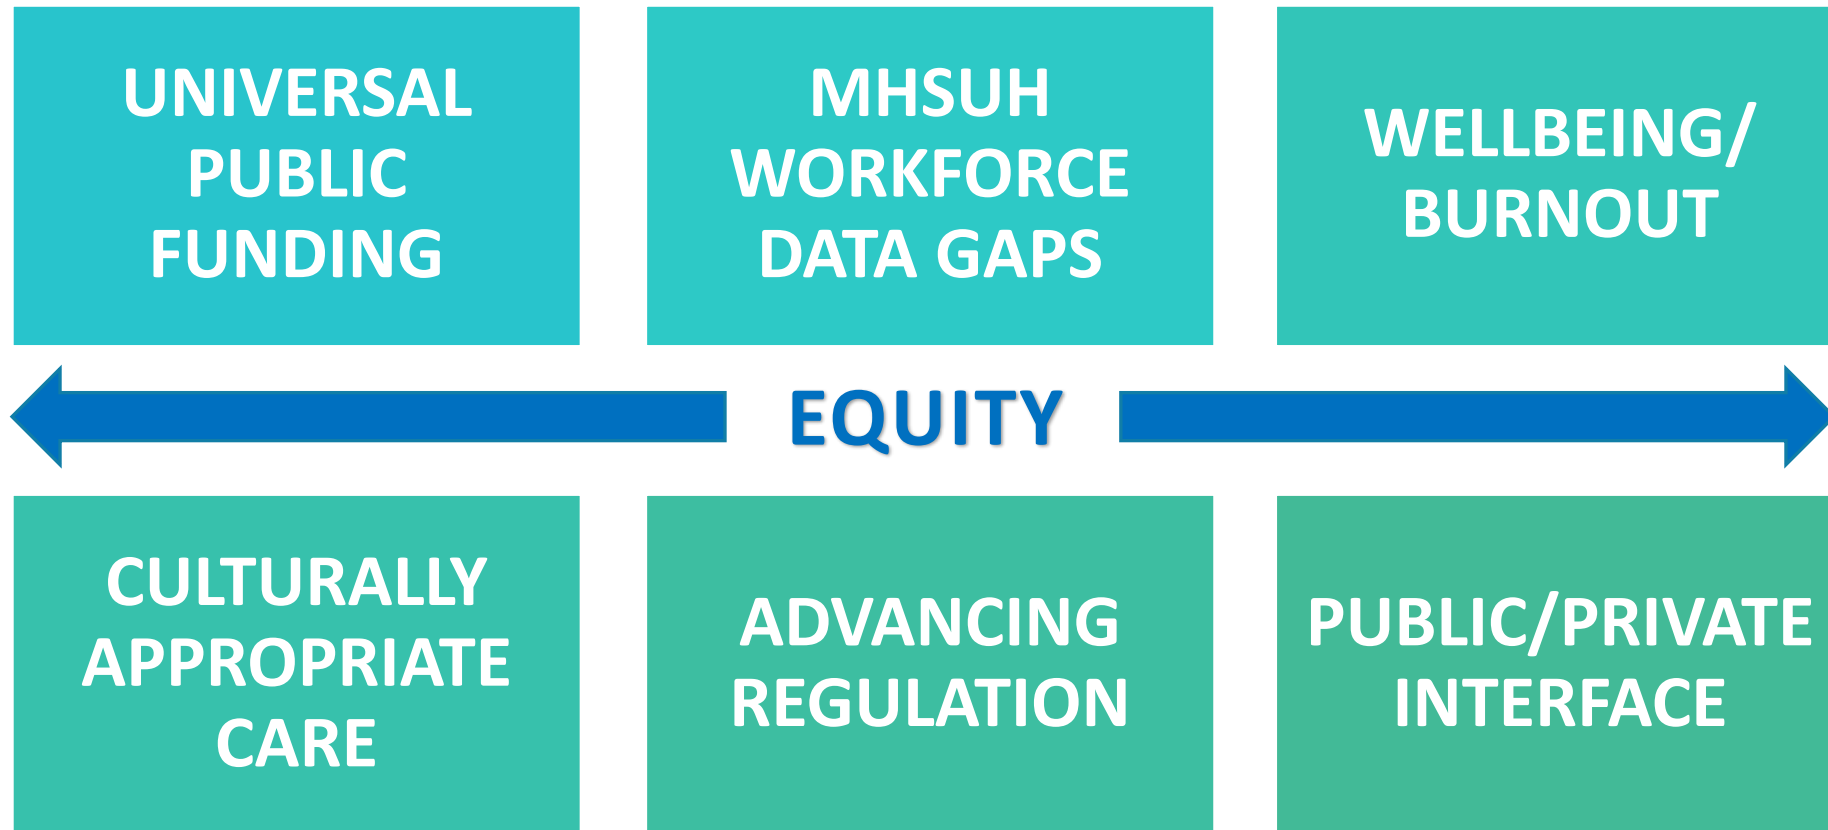 UNIVERSAL
PUBLIC
FUNDING
MHSUH
WORKFORCE
DATA GAPS
WELLBEING/
BURNOUT
EQUITY
CULTURALLY
APPROPRIATE
CARE
ADVANCING
REGULATION
PUBLIC/PRIVATE
INTERFACE